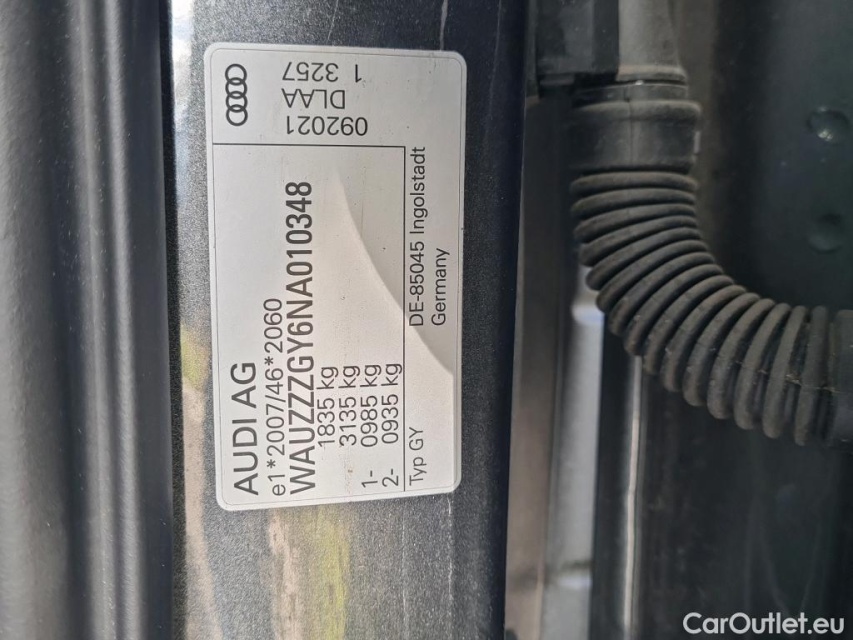 AUDI AG
e1*2007/46*2060
WAUZZZGY6NA010348
1835 kg
3135 kg
1- 0985 kg
2- 0935 kg
Typ GY
DE-85045 Ingolstadt
Germany
092021
DLAA
1 3257
CarOutlet.eu